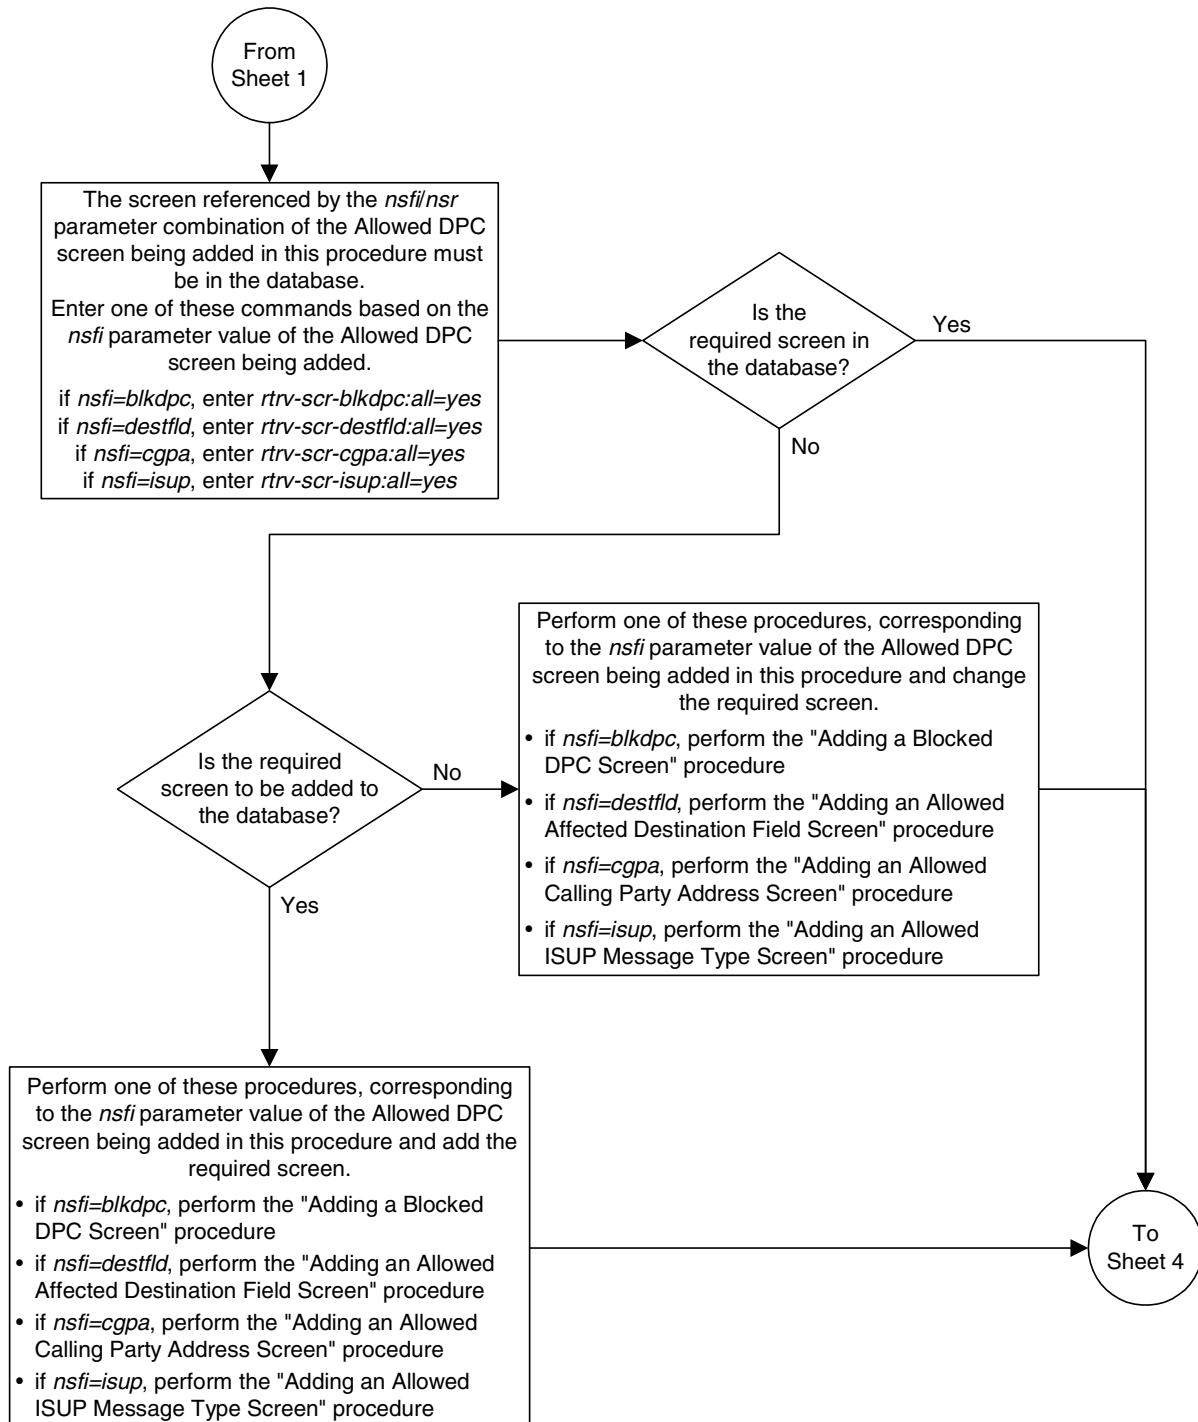 From
Sheet 1
The screen referenced by the nsfi/nsr
parameter combination of the Allowed DPC
screen being added in this procedure must
be in the database.
Enter one of these commands based on the
nsfi parameter value of the Allowed DPC
screen being added.
if nsfi=blkdpc, enter rtrv-scr-blkdpc:all=yes
if nsfi=destfld, enter rtrv-scr-destfld:all=yes
if nsfi=cgpa, enter rtrv-scr-cgpa:all=yes
if nsfi=isup, enter rtrv-scr-isup:all=yes
Is the
required screen in
the database?
Yes
No
Is the required
screen to be added to
the database?
No
Yes
Perform one of these procedures, corresponding
to the nsfi parameter value of the Allowed DPC
screen being added in this procedure and change
the required screen.
• if nsfi=blkdpc, perform the "Adding a Blocked
DPC Screen" procedure
• if nsfi=destfld, perform the "Adding an Allowed
Affected Destination Field Screen" procedure
• if nsfi=cgpa, perform the "Adding an Allowed
Calling Party Address Screen" procedure
• if nsfi=isup, perform the "Adding an Allowed
ISUP Message Type Screen" procedure
Perform one of these procedures, corresponding
to the nsfi parameter value of the Allowed DPC
screen being added in this procedure and add the
required screen.
• if nsfi=blkdpc, perform the "Adding a Blocked
DPC Screen" procedure
• if nsfi=destfld, perform the "Adding an Allowed
Affected Destination Field Screen" procedure
• if nsfi=cgpa, perform the "Adding an Allowed
Calling Party Address Screen" procedure
• if nsfi=isup, perform the "Adding an Allowed
ISUP Message Type Screen" procedure
To
Sheet 4